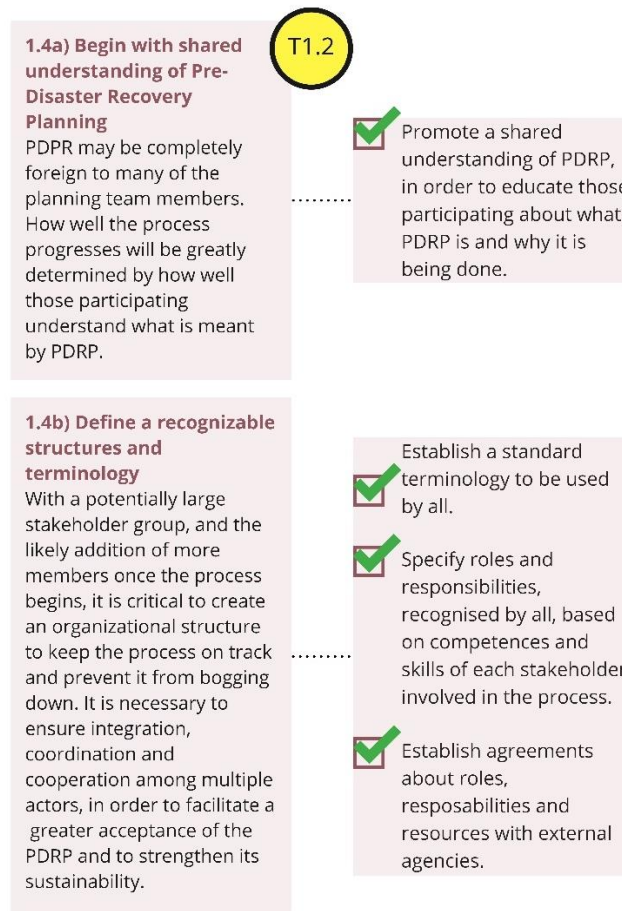 1.4a) Begin with shared
understanding of Pre-
Disaster Recovery
Planning
PDPR may be completely
foreign to many of the
planning team members.
How well the process
progresses will be greatly
determined by how well
those participating
understand what is meant
by PDRP.
T1.2
Promote a shared
understanding of PDRP,
in order to educate those
participating about what
PDRP is and why it is
being done.
1.4b) Define a recognizable
structures and
terminology
With a potentially large
stakeholder group, and the
likely addition of more
members once the process
begins, it is critical to create
an organizational structure
to keep the process on track
and prevent it from bogging
down. It is necessary to
ensure integration,
coordination and
cooperation among multiple
actors, in order to facilitate a
greater acceptance of the
PDRP and to strengthen its
sustainability.
Establish a standard
terminology to be used
by all.
Specify roles and
responsibilities,
recognised by all, based
on competences and
skills of each stakeholder
involved in the process.
Establish agreements
about roles,
resposabilities and
resources with external
agencies.